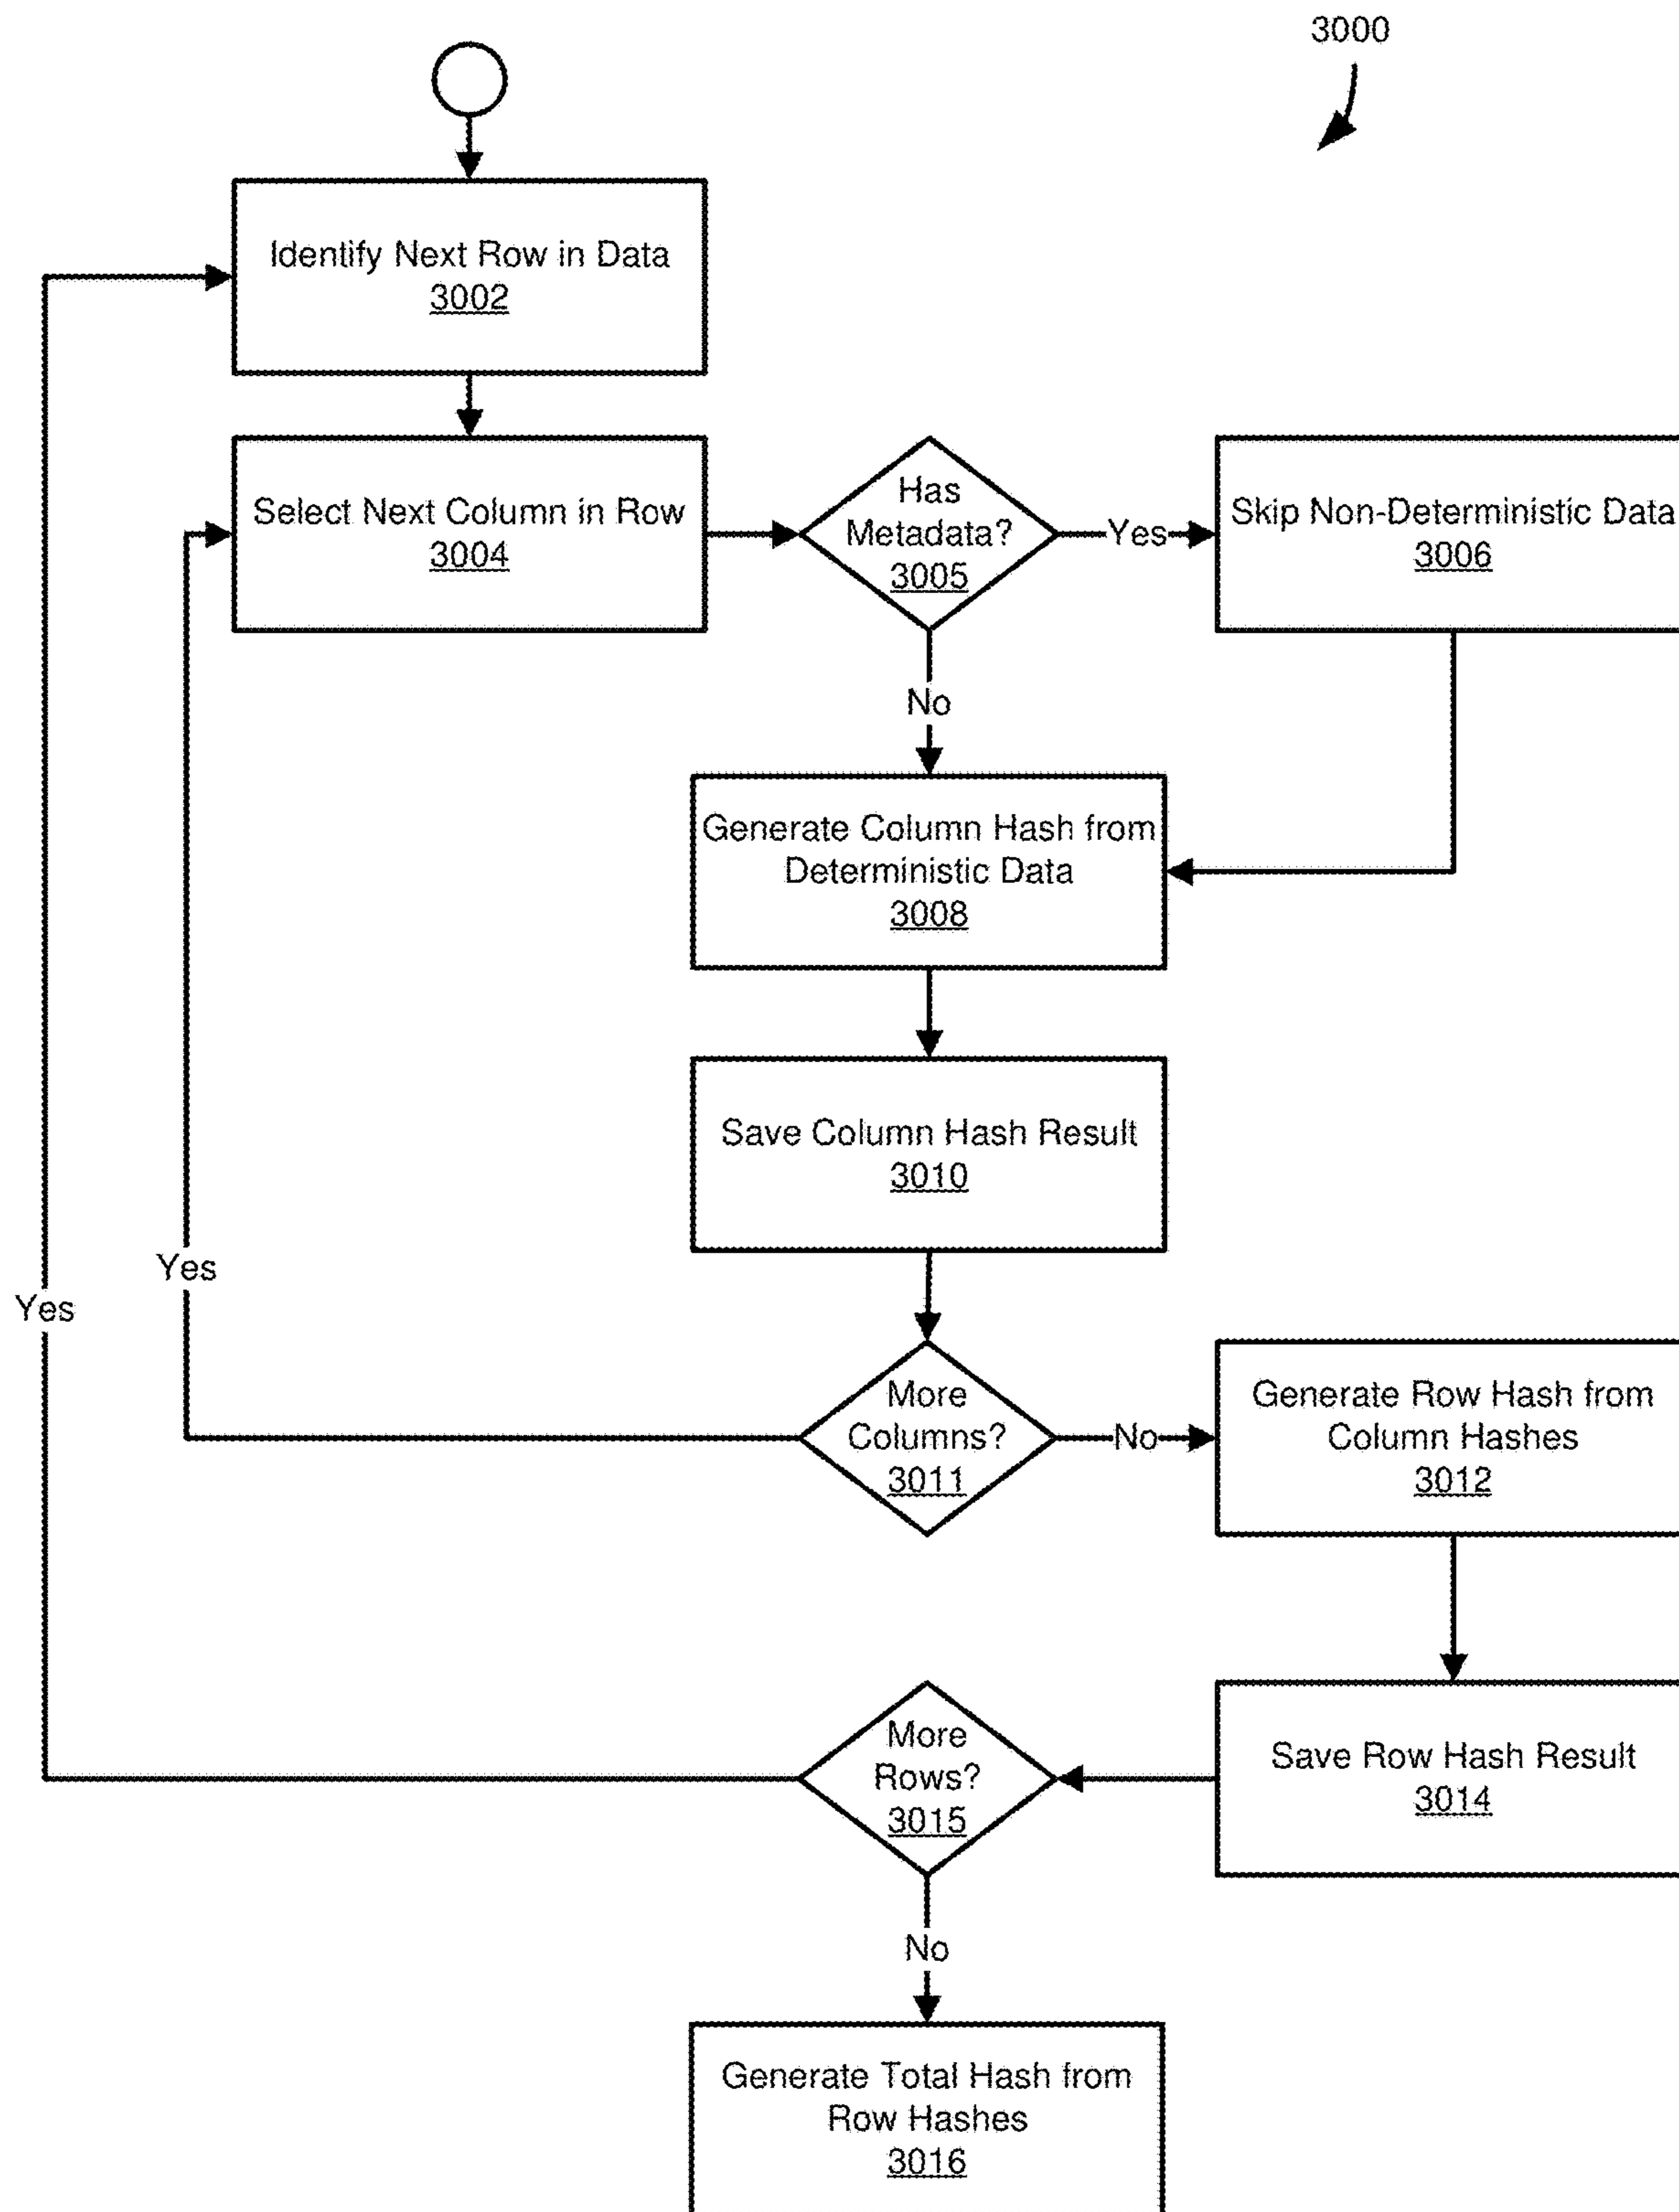 3000
Identify Next Row in Data
3002
Select Next Column in Row
3004
Has
Metadata?
3005
Yes
Skip Non-Deterministic Data
3006
No
Generate Column Hash from
Deterministic Data
3008
Save Column Hash Result
3010
Yes
Yes
More
Columns?
3011
No
Generate Row Hash from
Column Hashes
3012
More
Rows?
3015
Save Row Hash Result
3014
No
Generate Total Hash from
Row Hashes
3016